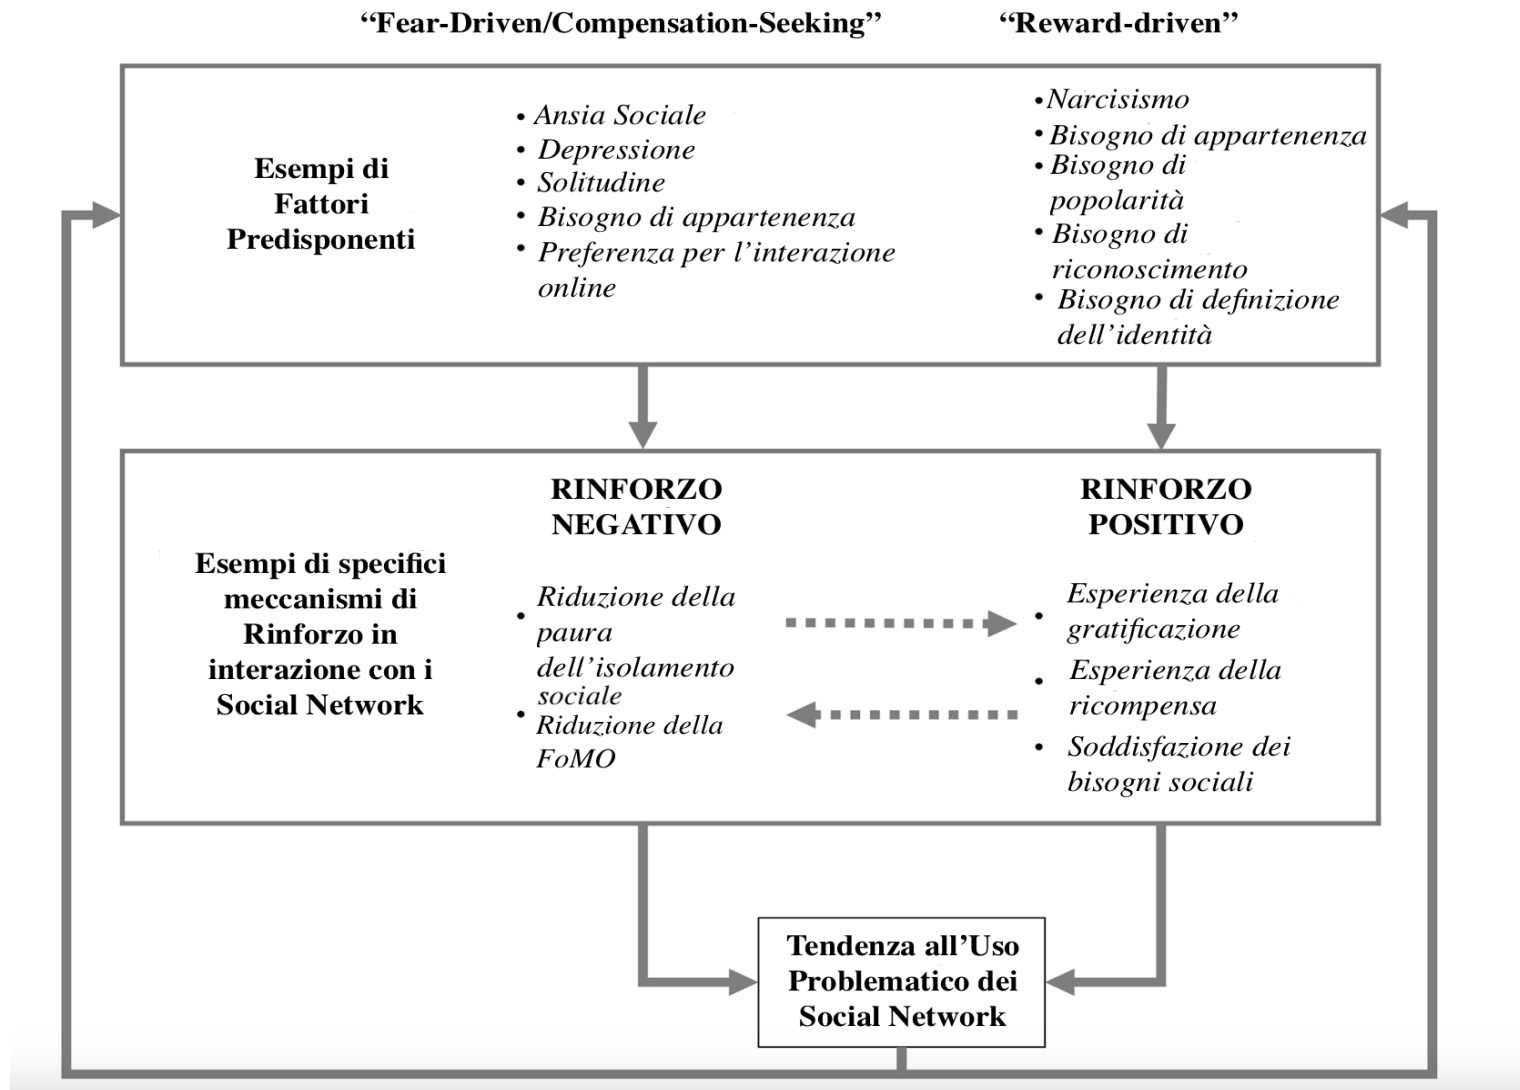 “Fear-Driven/Compensation-Seeking”
“Reward-driven”
Esempi di
Fattori
Predisponenti
• Ansia Sociale
• Depressione
• Solitudine
• Bisogno di appartenenza
• Preferenza per l’interazione
online
• Narcisismo
• Bisogno di appartenenza
• Bisogno di
popolarità
• Bisogno di
riconoscimento
• Bisogno di definizione
dell’identità
Esempi di specifici
meccanismi di
Rinforzo in
interazione con i
Social Network
RINFORZO
NEGATIVO
• Riduzione della
paura
dell’isolamento
sociale
• Riduzione della
FoMO
RINFORZO
POSITIVO
• Esperienza della
gratificazione
• Esperienza della
ricompensa
• Soddisfazione dei
bisogni sociali
Tendenza all’Uso
Problematico dei
Social Network